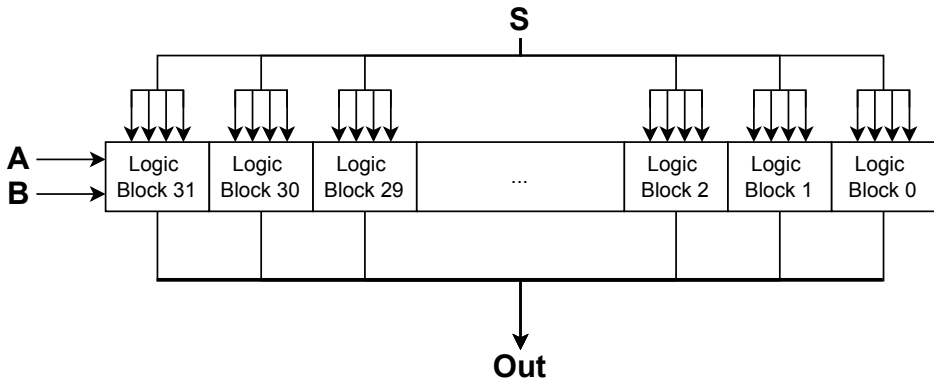 S
A
B
Logic
Block 31
Logic
Block 30
Logic
Block 29
...
Logic
Block 2
Logic
Block 1
Logic
Block 0
Out